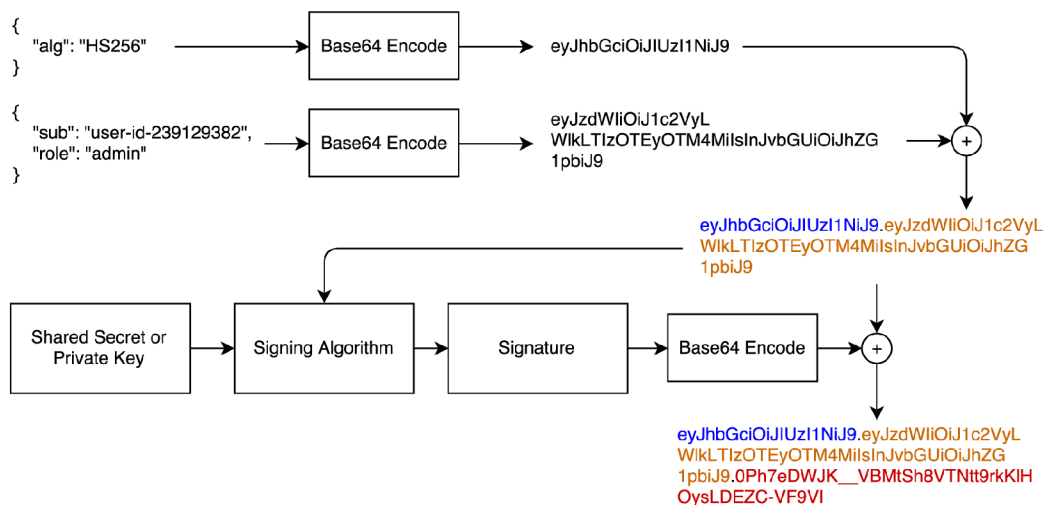 {
"alg": "HS256"
}
Base64 Encode
eyJhbGciOiJIUzI1NiJ9
{
"sub": "user-id-239129382",
"role": "admin"
}
Base64 Encode
eyJzdWIiOiJ1c2VyL
WlkLTIzOTEyOTM4MiIsInJvbGUiOiJhZG
1pbiJ9
+
eyJhbGciOiJIUzI1NiJ9.eyJzdWIiOiJ1c2VyL
WlkLTIzOTEyOTM4MiIsInJvbGUiOiJhZG
1pbiJ9
Shared Secret or
Private Key
Signing Algorithm
Signature
Base64 Encode
+
eyJhbGciOiJIUzI1NiJ9.eyJzdWIiOiJ1c2VyL
WlkLTIzOTEyOTM4MiIsInJvbGUiOiJhZG
1pbiJ9.0Ph7eDWJK__VBMtSh8VTNtt9rkKlH
OysLDEZC-VF9VI